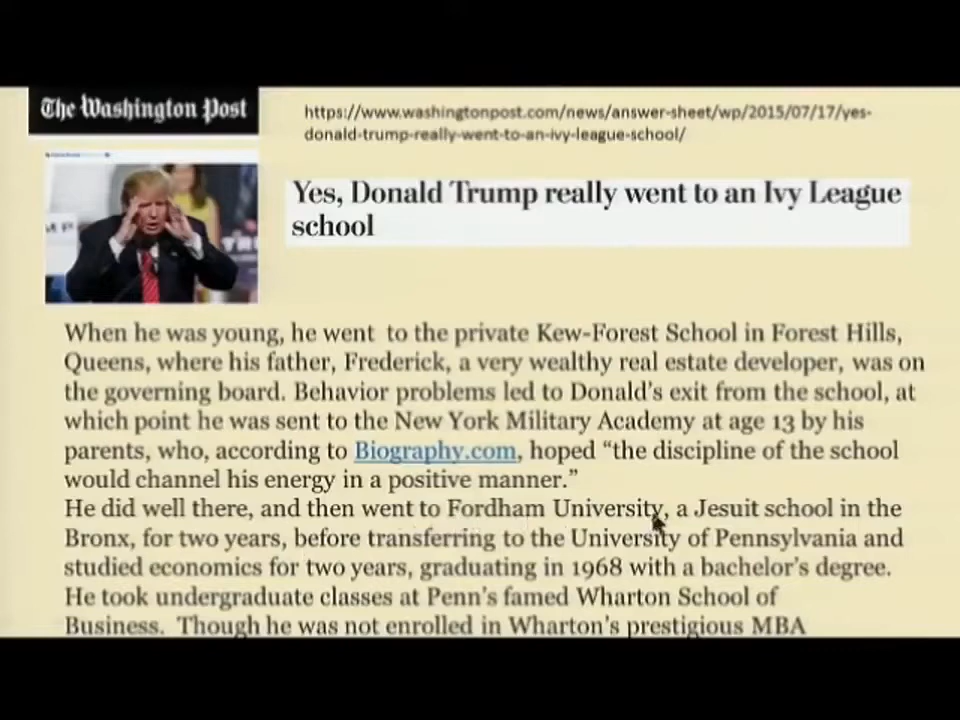 The Washington Post
https://www.washingtonpost.com/news/answer-sheet/wp/2015/07/17/yes-
donald-trump-really-went-to-an-ivy-league-school/
Yes, Donald Trump really went to an Ivy League
school
When he was young, he went to the private Kew-Forest School in Forest Hills,
Queens, where his father, Frederick, a very wealthy real estate developer, was on
the governing board. Behavior problems led to Donald's exit from the school, at
which point he was sent to the New York Military Academy at age 13 by his
parents, who, according to Biography.com, hoped “the discipline of the school
would channel his energy in a positive manner.”
He did well there, and then went to Fordham University, a Jesuit school in the
Bronx, for two years, before transferring to the University of Pennsylvania and
studied economics for two years, graduating in 1968 with a bachelor's degree.
He took undergraduate classes at Penn's famed Wharton School of
Business. Though he was not enrolled in Wharton's prestigious MBA